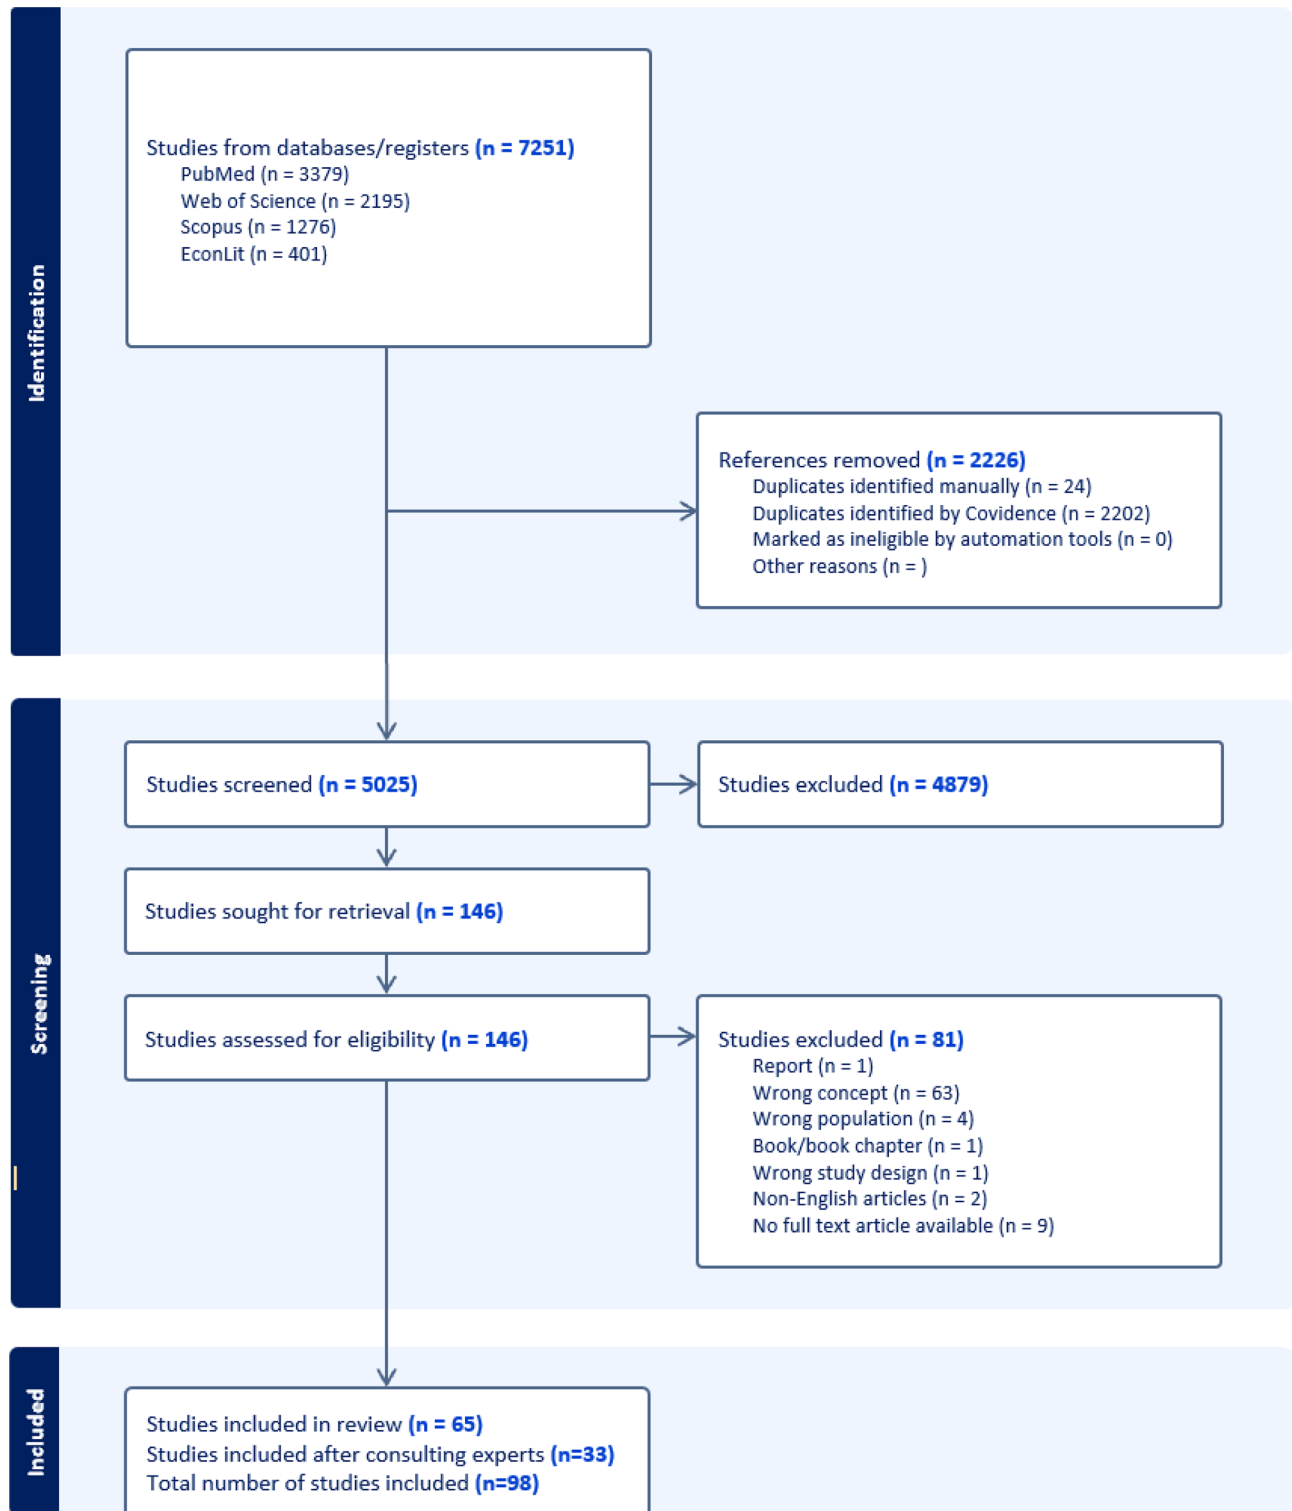 Identification
Studies from databases/registers (n = 7251)
PubMed (n = 3379)
Web of Science (n = 2195)
Scopus (n = 1276)
EconLit (n = 401)
References removed (n = 2226)
Duplicates identified manually (n = 24)
Duplicates identified by Covidence (n = 2202)
Marked as ineligible by automation tools (n = 0)
Other reasons (n = )
Screening
Studies screened (n = 5025)
Studies excluded (n = 4879)
Studies sought for retrieval (n = 146)
Studies assessed for eligibility (n = 146)
Studies excluded (n = 81)
Report (n = 1)
Wrong concept (n = 63)
Wrong population (n = 4)
Book/book chapter (n = 1)
Wrong study design (n = 1)
Non-English articles (n = 2)
No full text article available (n = 9)
Included
Studies included in review (n = 65)
Studies included after consulting experts (n=33)
Total number of studies included (n=98)